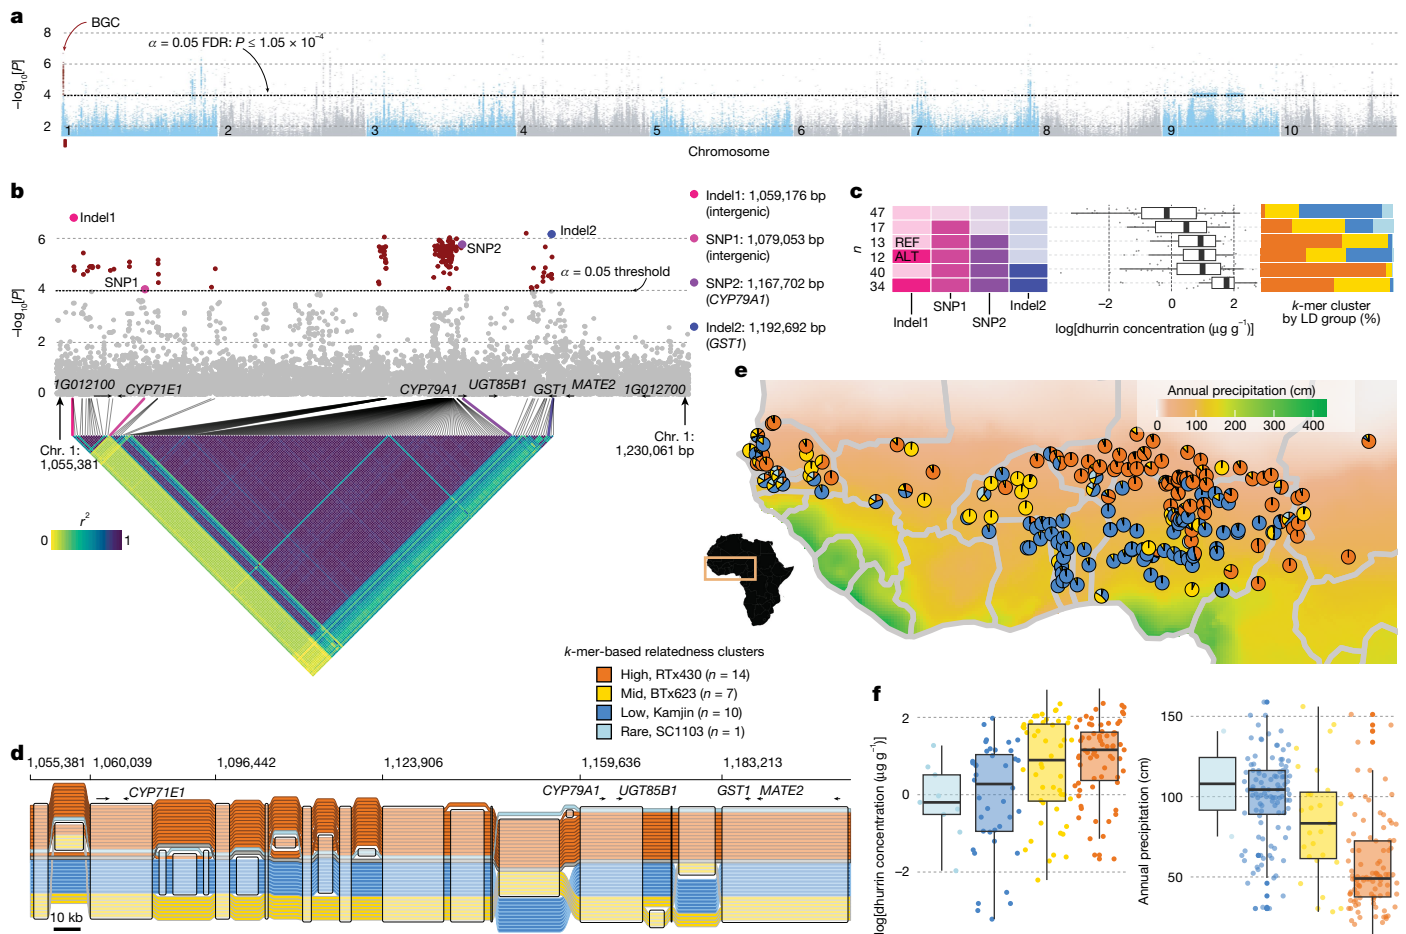 a
BGC
α = 0.05 FDR: P ≤ 1.05 × 10⁻⁴
−log₁₀[P]
8
6
4
2
1
2
3
4
5
6
7
8
9
10
Chromosome
b
Indel1
SNP1
SNP2
Indel2
α = 0.05 threshold
−log₁₀[P]
6
4
2
0
1G012100
CYP71E1
CYP79A1
UGT85B1
GST1
MATE2
1G012700
Chr. 1:
1,055,381
Chr. 1:
1,230,061 bp
r²
0
1
Indel1: 1,059,176 bp
(intergenic)
SNP1: 1,079,053 bp
(intergenic)
SNP2: 1,167,702 bp
(CYP79A1)
Indel2: 1,192,692 bp
(GST1)
c
n
47
17
13
12
40
34
REF
ALT
Indel1
SNP1
SNP2
Indel2
−2
0
2
log[dhurrin concentration (µg g⁻¹)]
k-mer cluster
by LD group (%)
e
Annual precipitation (cm)
0
100
200
300
400
k-mer-based relatedness clusters
High, RTx430 (n = 14)
Mid, BTx623 (n = 7)
Low, Kamjin (n = 10)
Rare, SC1103 (n = 1)
d
1,055,381
1,060,039
1,096,442
1,123,906
1,159,636
1,183,213
CYP71E1
CYP79A1
UGT85B1
GST1
MATE2
10 kb
f
log[dhurrin concentration (µg g⁻¹)]
2
0
−2
Annual precipitation (cm)
150
100
50